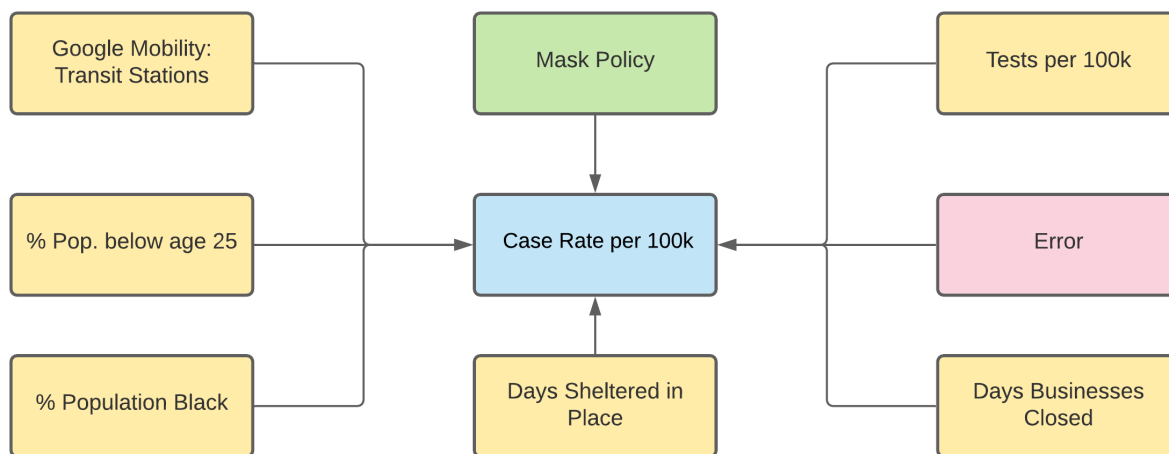 Google Mobility:
Transit Stations
Mask Policy
Tests per 100k
% Pop. below age 25
Case Rate per 100k
Error
% Population Black
Days Sheltered in
Place
Days Businesses
Closed